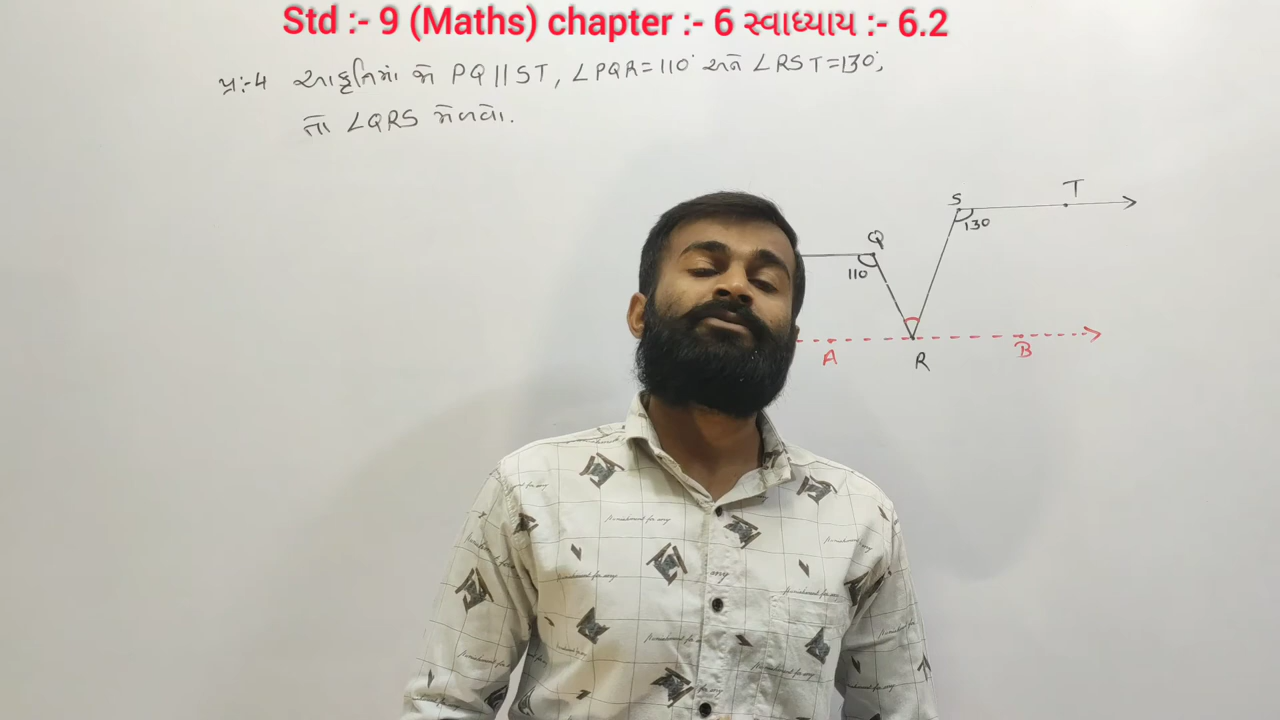 Std :- 9 (Maths) chapter :- 6 સ્વાધ્યાય :- 6.2
પ્ર:-4 આકૃતિમાં જો PQ || ST, ∠PQR=110° અને ∠RST=130°,
તો ∠QRS મેળવો.
S T
130
Q
110
A R B